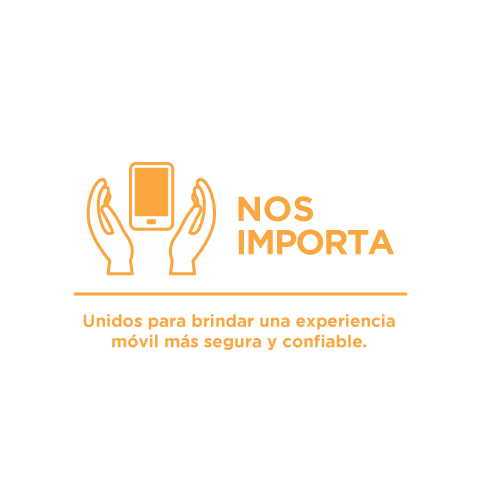 NOS
IMPORTA
Unidos para brindar una experiencia
móvil más segura y confiable.